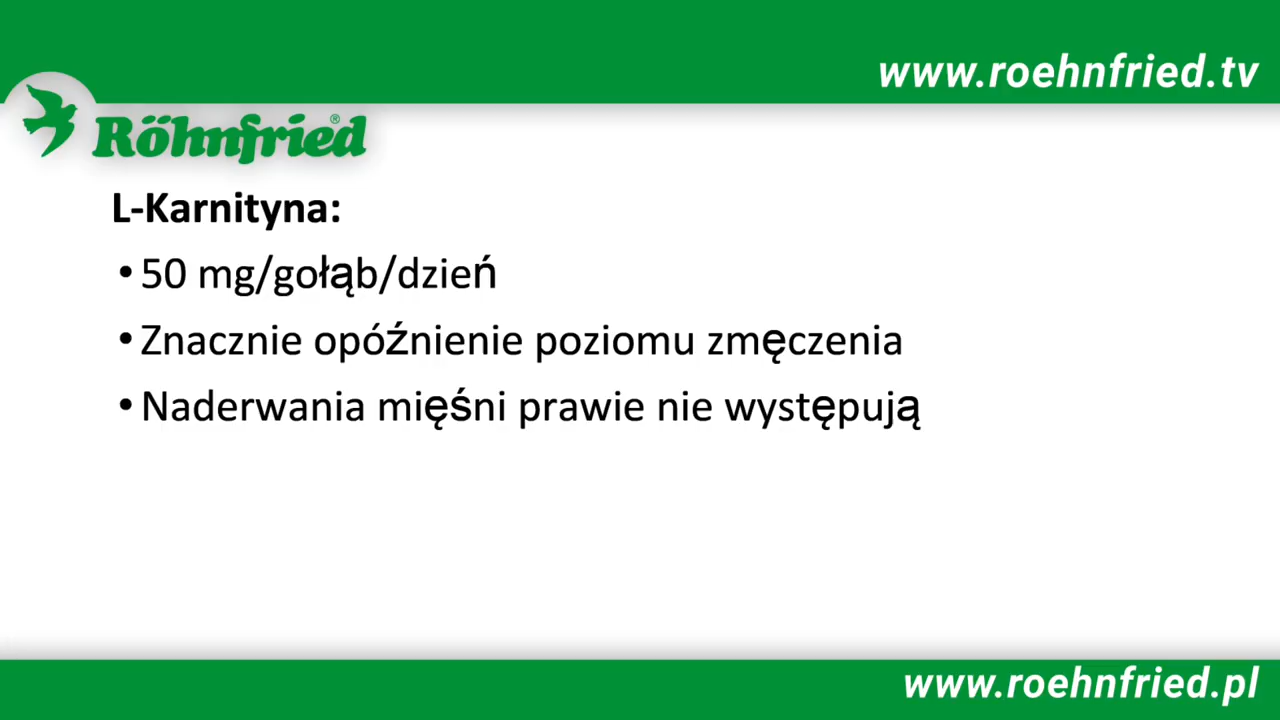 www.roehnfried.tv
Röhnfried®
L-Karnityna:
•50 mg/gołąb/dzień
•Znacznie opóźnienie poziomu zmęczenia
•Naderwania mięśni prawie nie występują
www.roehnfried.pl